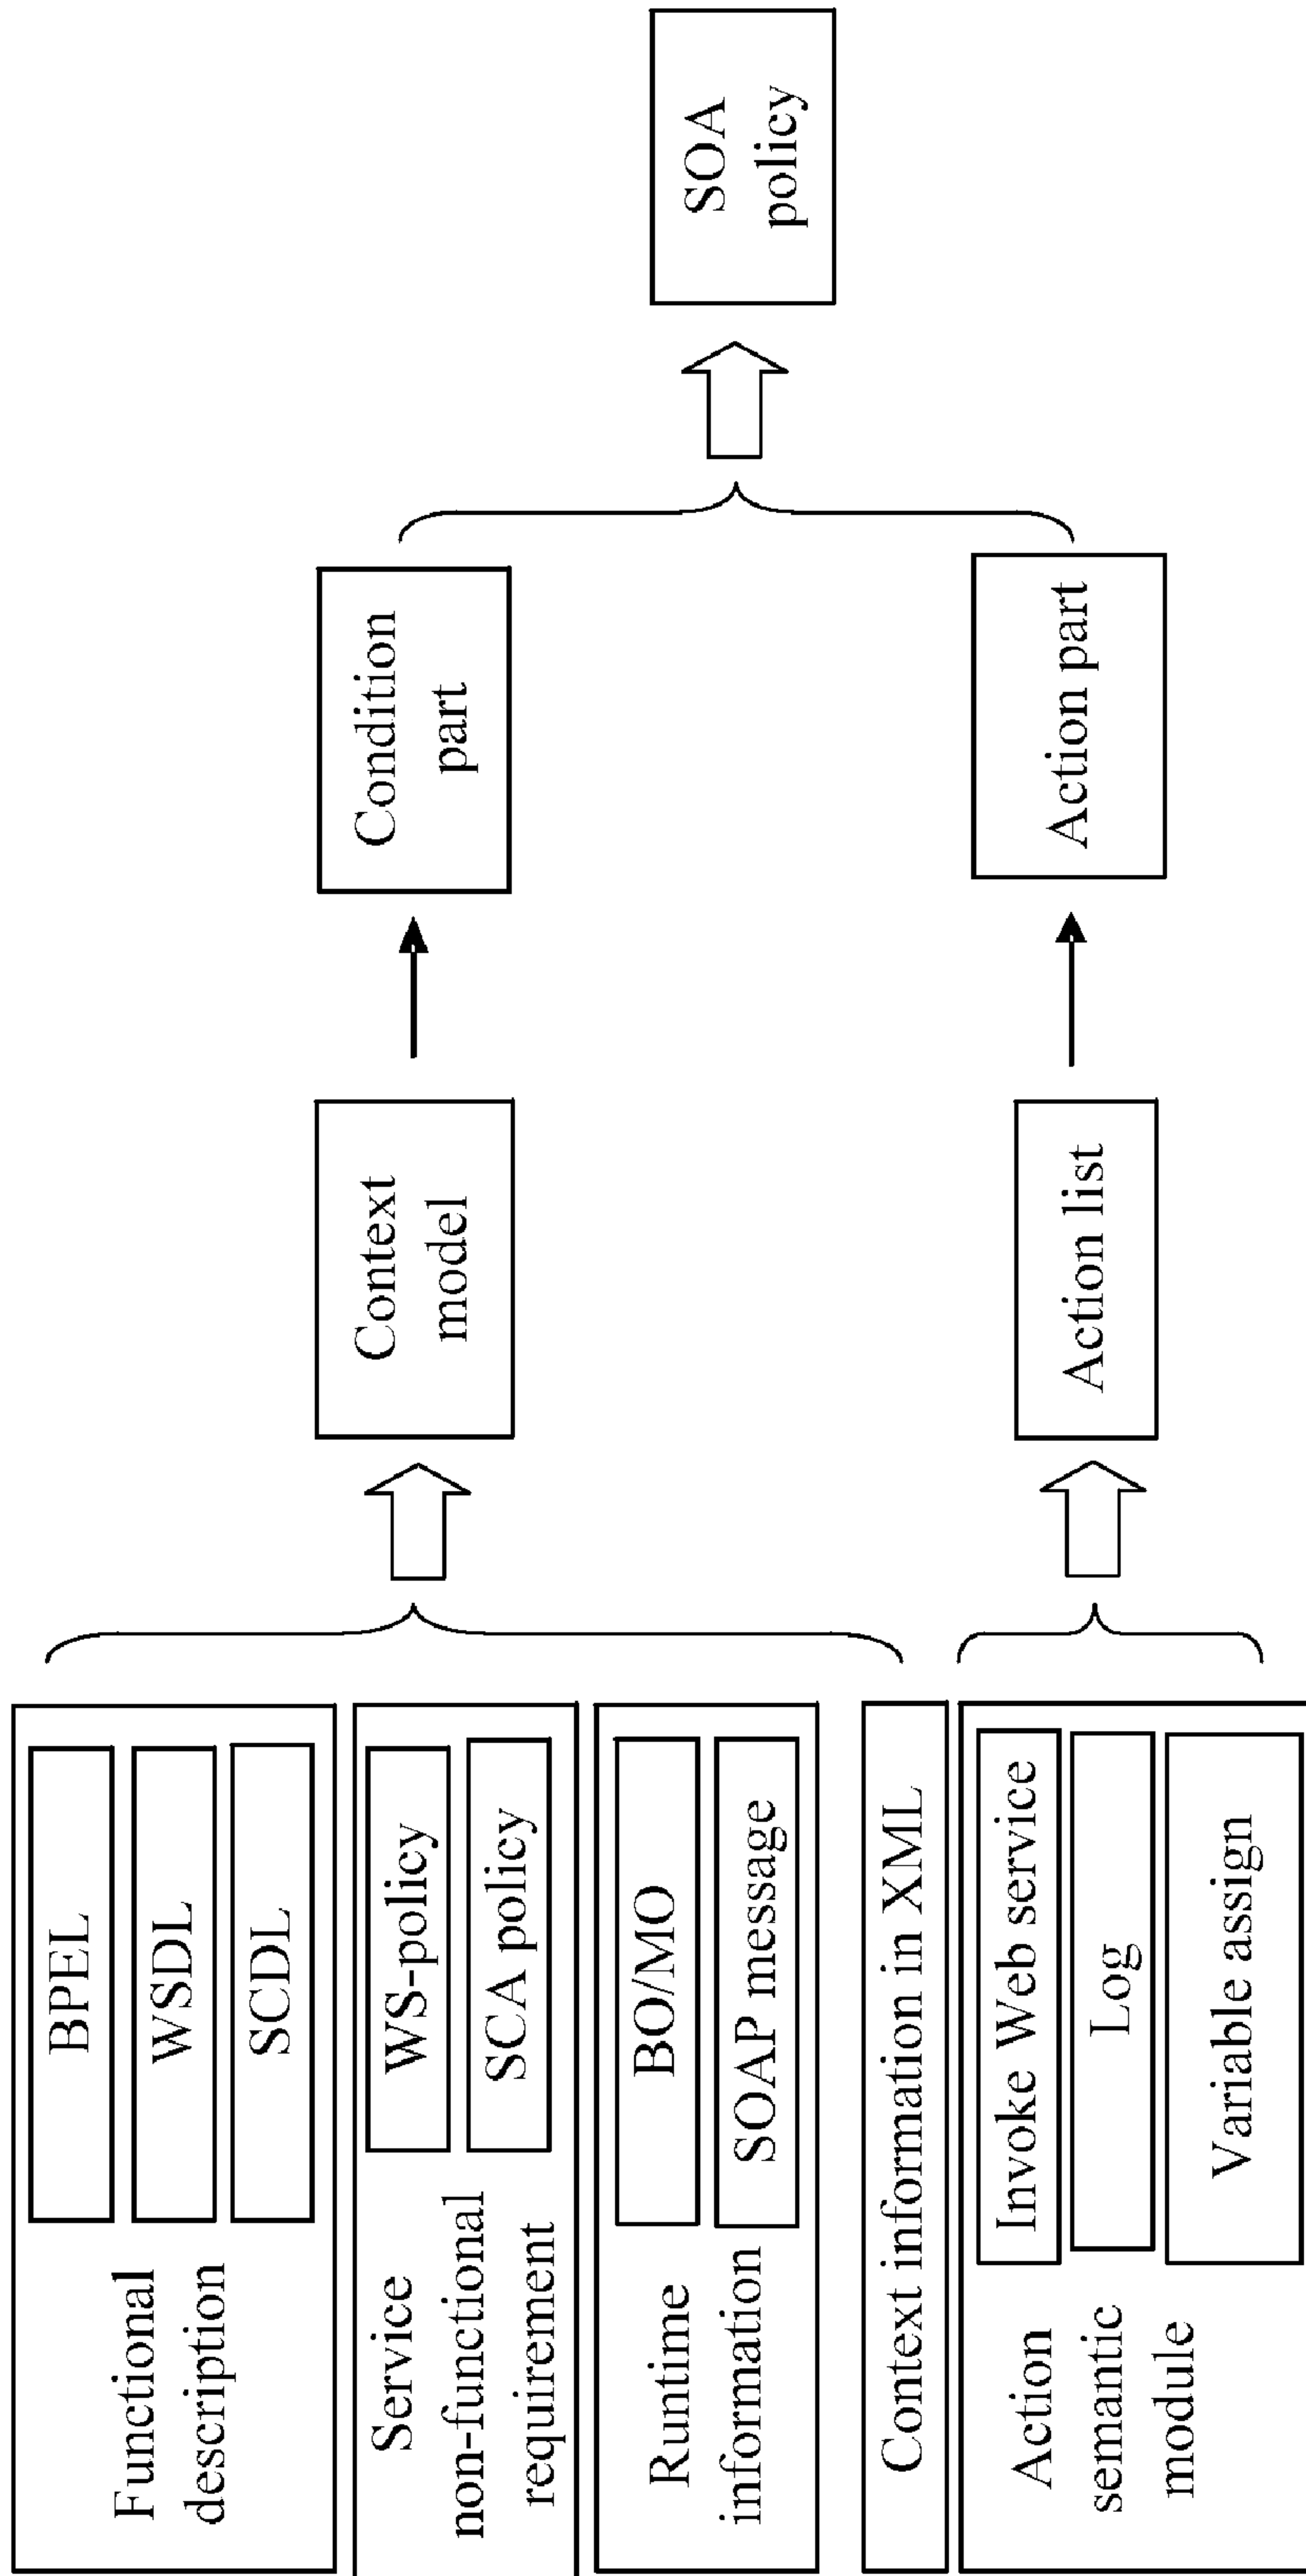 Functional
description
BPEL
WSDL
SCDL
Service
non-functional
requirement
WS-policy
SCA policy
Runtime
information
BO/MO
SOAP message
Context information in XML
Action
semantic
module
Invoke Web service
Log
Variable assign
Context
model
Action list
Condition
part
Action part
SOA
policy